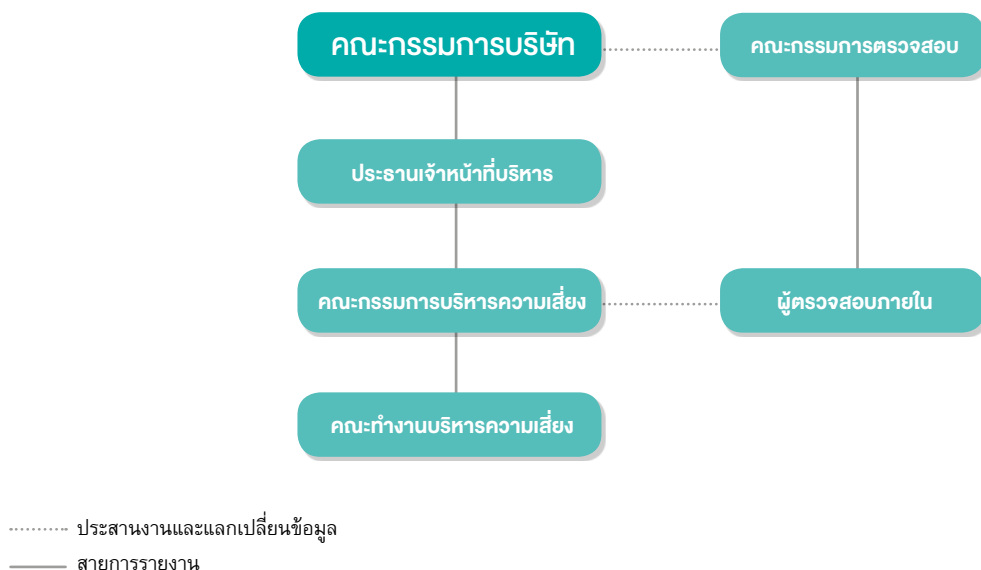 คณะกรรมการบริษัท
คณะกรรมการตรวจสอบ
ประธานเจ้าหน้าที่บริหาร
คณะกรรมการบริหารความเสี่ยง
ผู้ตรวจสอบภายใน
คณะทำงานบริหารความเสี่ยง
ประสานงานและแลกเปลี่ยนข้อมูล
สายการรายงาน